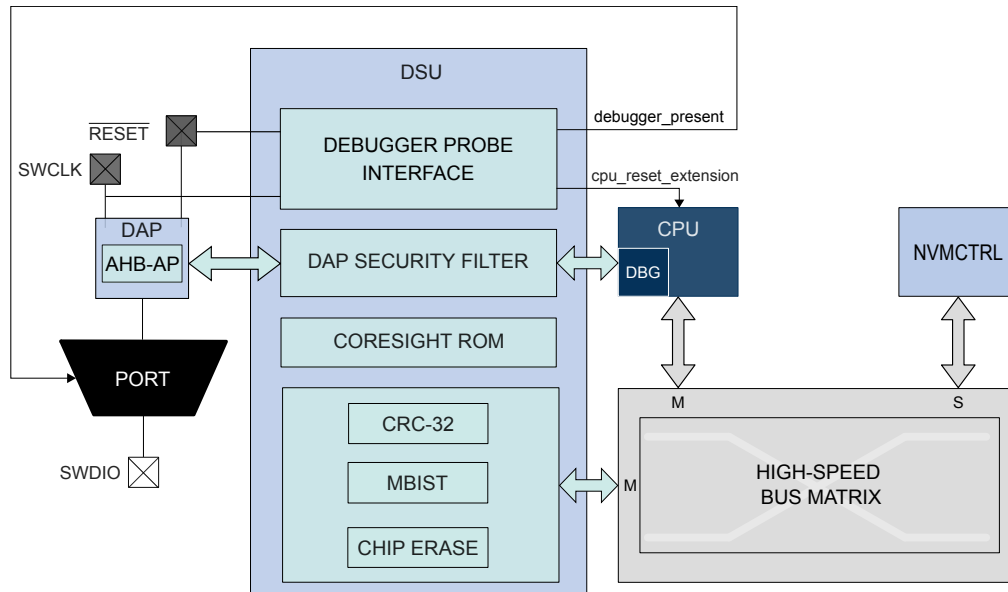 DSU
debugger_present
RESET
DEBUGGER PROBE
INTERFACE
SWCLK
cpu_reset_extension
DAP
CPU
AHB-AP
DAP SECURITY FILTER
DBG
NVMCTRL
CORESIGHT ROM
PORT
M
S
CRC-32
SWDIO
MBIST
M
HIGH-SPEED
BUS MATRIX
CHIP ERASE